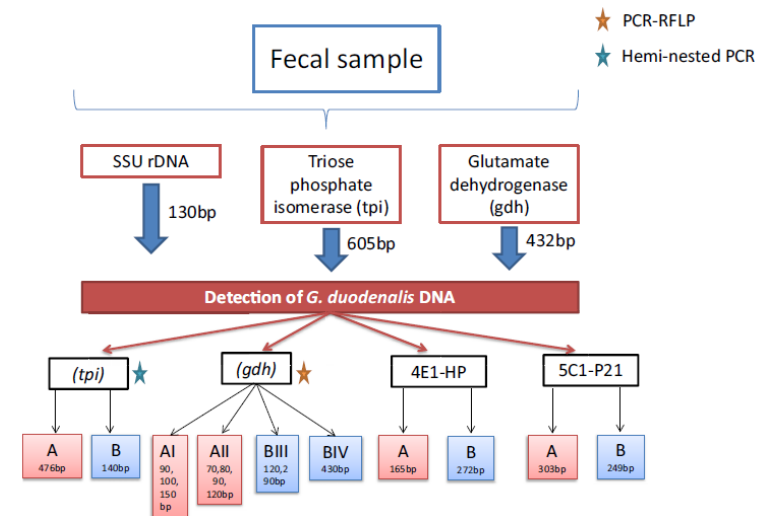 PCR-RFLP
Hemi-nested PCR
Fecal sample
SSU rDNA
Triose
phosphate
isomerase (tpi)
Glutamate
dehydrogenase
(gdh)
130bp
605bp
432bp
Detection of G. duodenalis DNA
(tpi)
(gdh)
4E1-HP
5C1-P21
A
476bp
B
140bp
AI
90,
100,
150
bp
AII
70,80,
90,
120bp
BIII
120,2
90bp
BIV
430bp
A
165bp
B
272bp
A
303bp
B
249bp